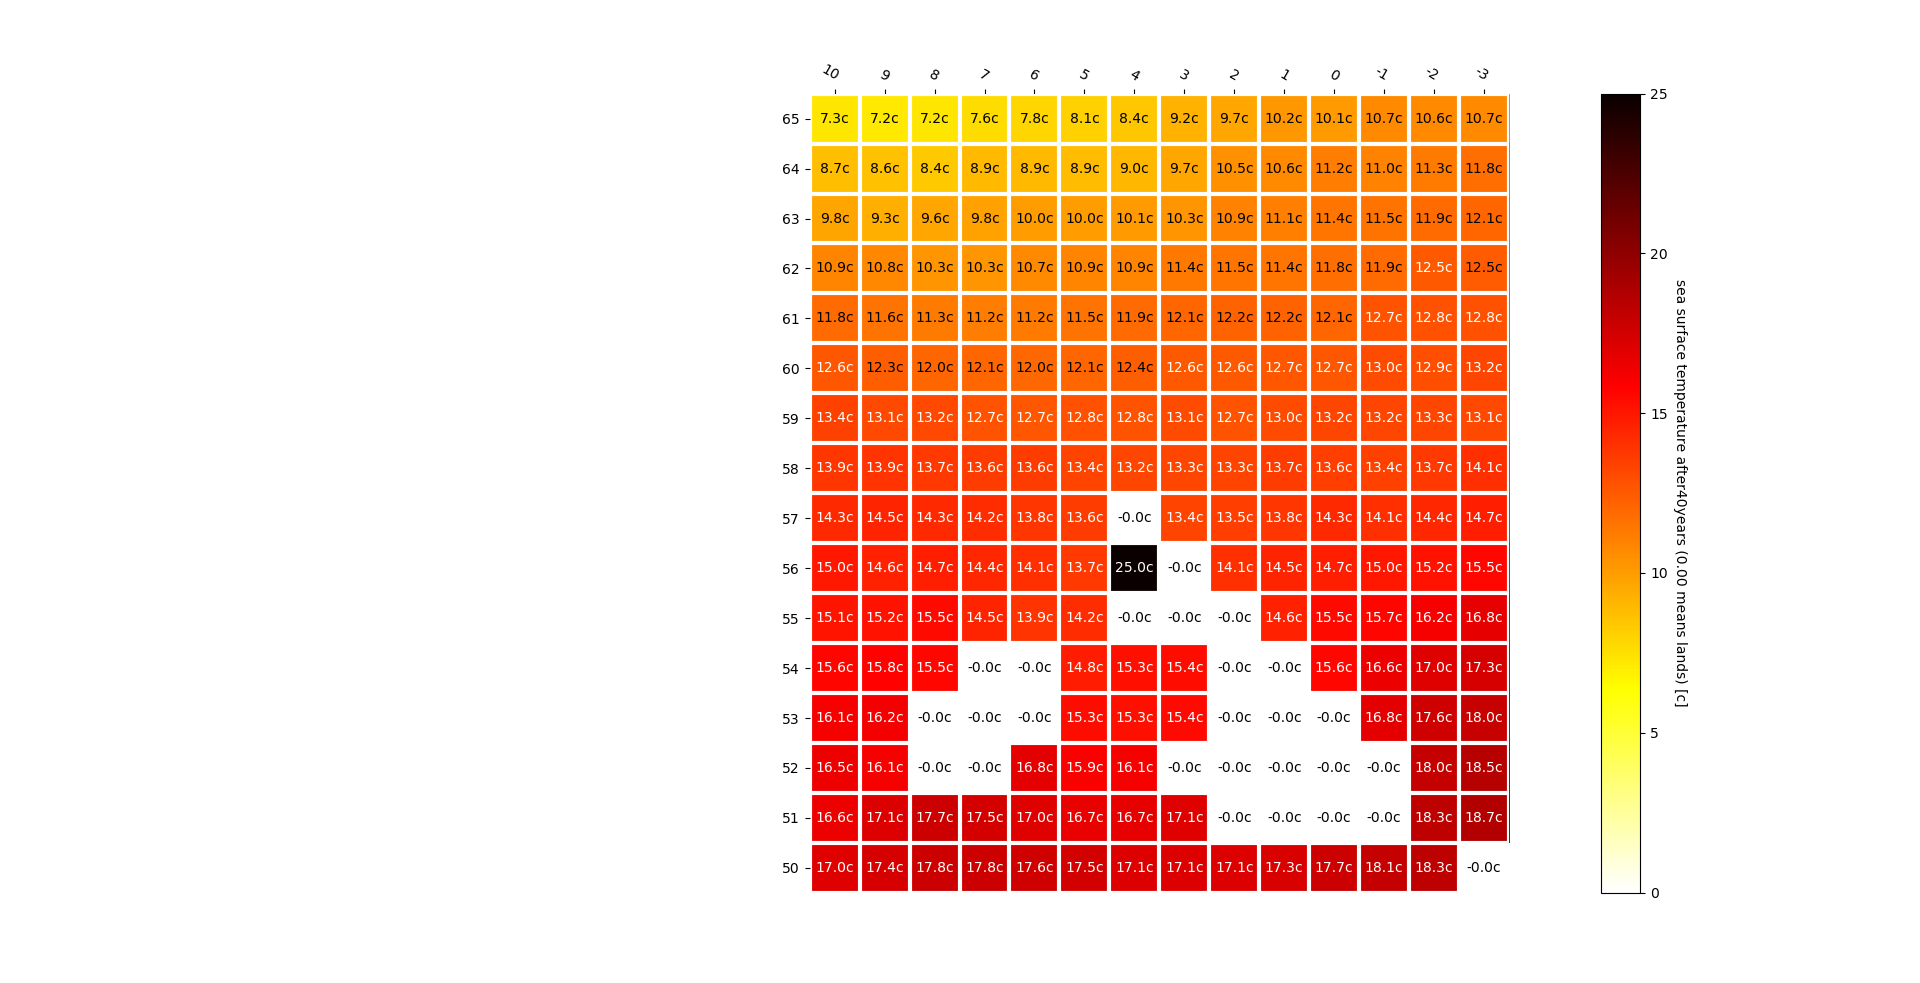 10 9 8 7 6 5 4 3 2 1 0 -1 -2 -3
65 7.3c 7.2c 7.2c 7.6c 7.8c 8.1c 8.4c 9.2c 9.7c 10.2c 10.1c 10.7c 10.6c 10.7c
64 8.7c 8.6c 8.4c 8.9c 8.9c 8.9c 9.0c 9.7c 10.5c 10.6c 11.2c 11.0c 11.3c 11.8c
63 9.8c 9.3c 9.6c 9.8c 10.0c 10.0c 10.1c 10.3c 10.9c 11.1c 11.4c 11.5c 11.9c 12.1c
62 10.9c 10.8c 10.3c 10.3c 10.7c 10.9c 10.9c 11.4c 11.5c 11.4c 11.8c 11.9c 12.5c 12.5c
61 11.8c 11.6c 11.3c 11.2c 11.2c 11.5c 11.9c 12.1c 12.2c 12.2c 12.1c 12.7c 12.8c 12.8c
60 12.6c 12.3c 12.0c 12.1c 12.0c 12.1c 12.4c 12.6c 12.6c 12.7c 12.7c 13.0c 12.9c 13.2c
59 13.4c 13.1c 13.2c 12.7c 12.7c 12.8c 12.8c 13.1c 12.7c 13.0c 13.2c 13.2c 13.3c 13.1c
58 13.9c 13.9c 13.7c 13.6c 13.6c 13.4c 13.2c 13.3c 13.3c 13.7c 13.6c 13.4c 13.7c 14.1c
57 14.3c 14.5c 14.3c 14.2c 13.8c 13.6c -0.0c 13.4c 13.5c 13.8c 14.3c 14.1c 14.4c 14.7c
56 15.0c 14.6c 14.7c 14.4c 14.1c 13.7c 25.0c -0.0c 14.1c 14.5c 14.7c 15.0c 15.2c 15.5c
55 15.1c 15.2c 15.5c 14.5c 13.9c 14.2c -0.0c -0.0c -0.0c 14.6c 15.5c 15.7c 16.2c 16.8c
54 15.6c 15.8c 15.5c -0.0c -0.0c 14.8c 15.3c 15.4c -0.0c -0.0c 15.6c 16.6c 17.0c 17.3c
53 16.1c 16.2c -0.0c -0.0c -0.0c 15.3c 15.3c 15.4c -0.0c -0.0c -0.0c 16.8c 17.6c 18.0c
52 16.5c 16.1c -0.0c -0.0c 16.8c 15.9c 16.1c -0.0c -0.0c -0.0c -0.0c -0.0c 18.0c 18.5c
51 16.6c 17.1c 17.7c 17.5c 17.0c 16.7c 16.7c 17.1c -0.0c -0.0c -0.0c -0.0c 18.3c 18.7c
50 17.0c 17.4c 17.8c 17.8c 17.6c 17.5c 17.1c 17.1c 17.1c 17.3c 17.7c 18.1c 18.3c -0.0c
25
20
15
10
5
0
sea surface temperature after40years (0.00 means lands) [c]